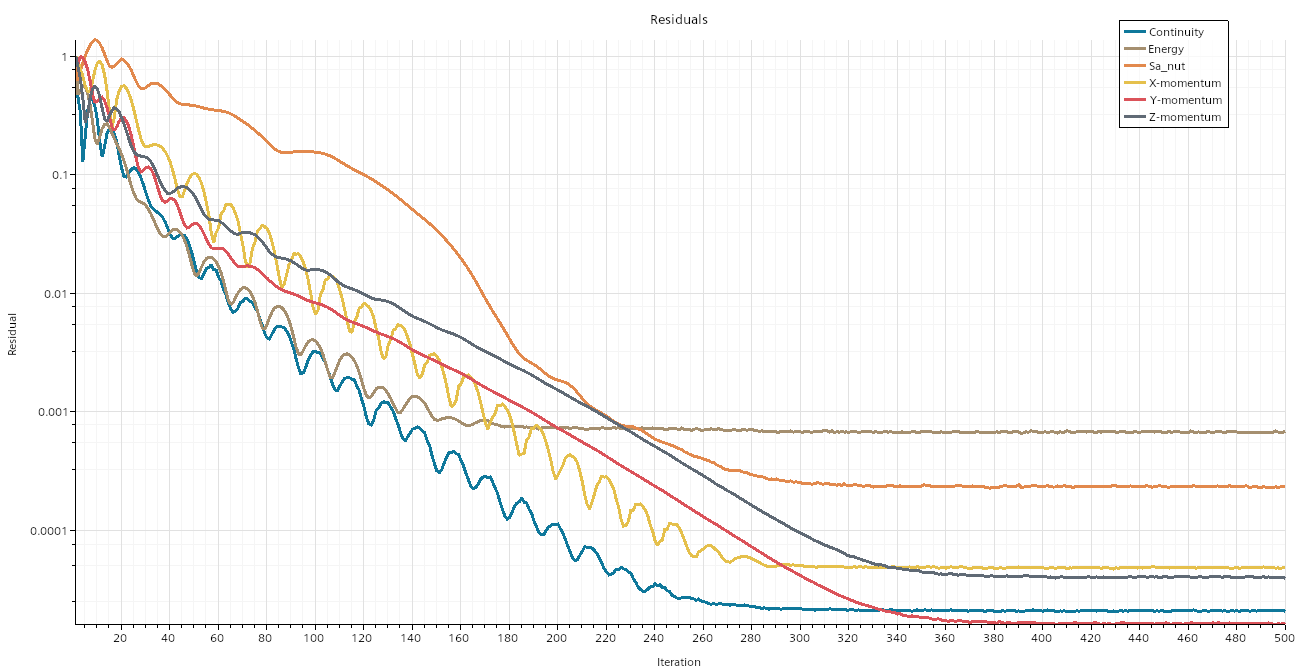 Residuals
Continuity
Energy
Sa_nut
X-momentum
Y-momentum
Z-momentum
Residual
1
0.1
0.01
0.001
0.0001
20 40 60 80 100 120 140 160 180 200 220 240 260 280 300 320 340 360 380 400 420 440 460 480 500
Iteration